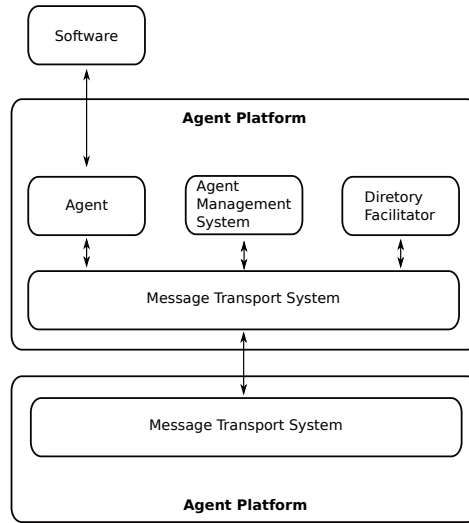 Software
Agent Platform
Agent
Agent
Management
System
Diretory
Facilitator
Message Transport System
Message Transport System
Agent Platform